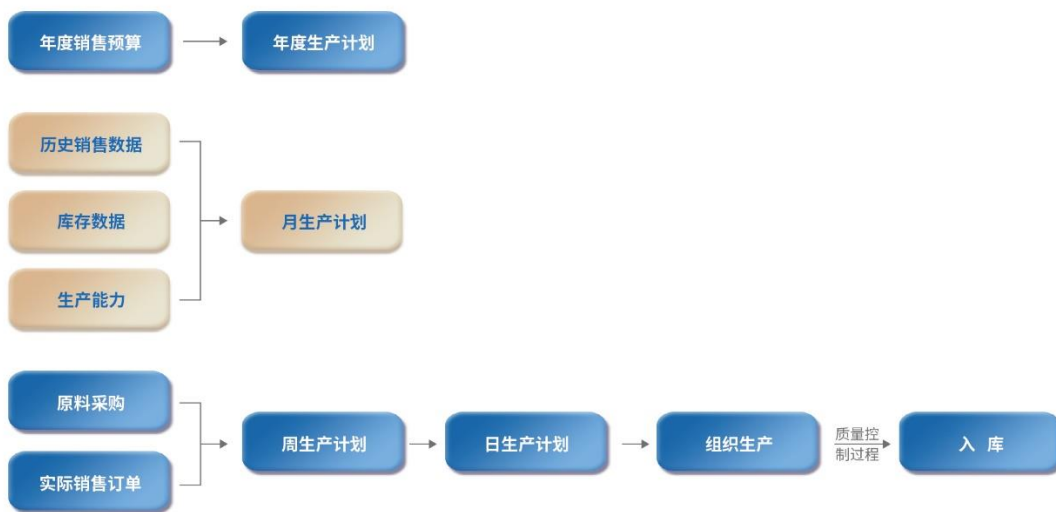 年度销售预算
年度生产计划
历史销售数据
库存数据
月生产计划
生产能力
原料采购
实际销售订单
周生产计划
日生产计划
组织生产
质量控
制过程
入 库